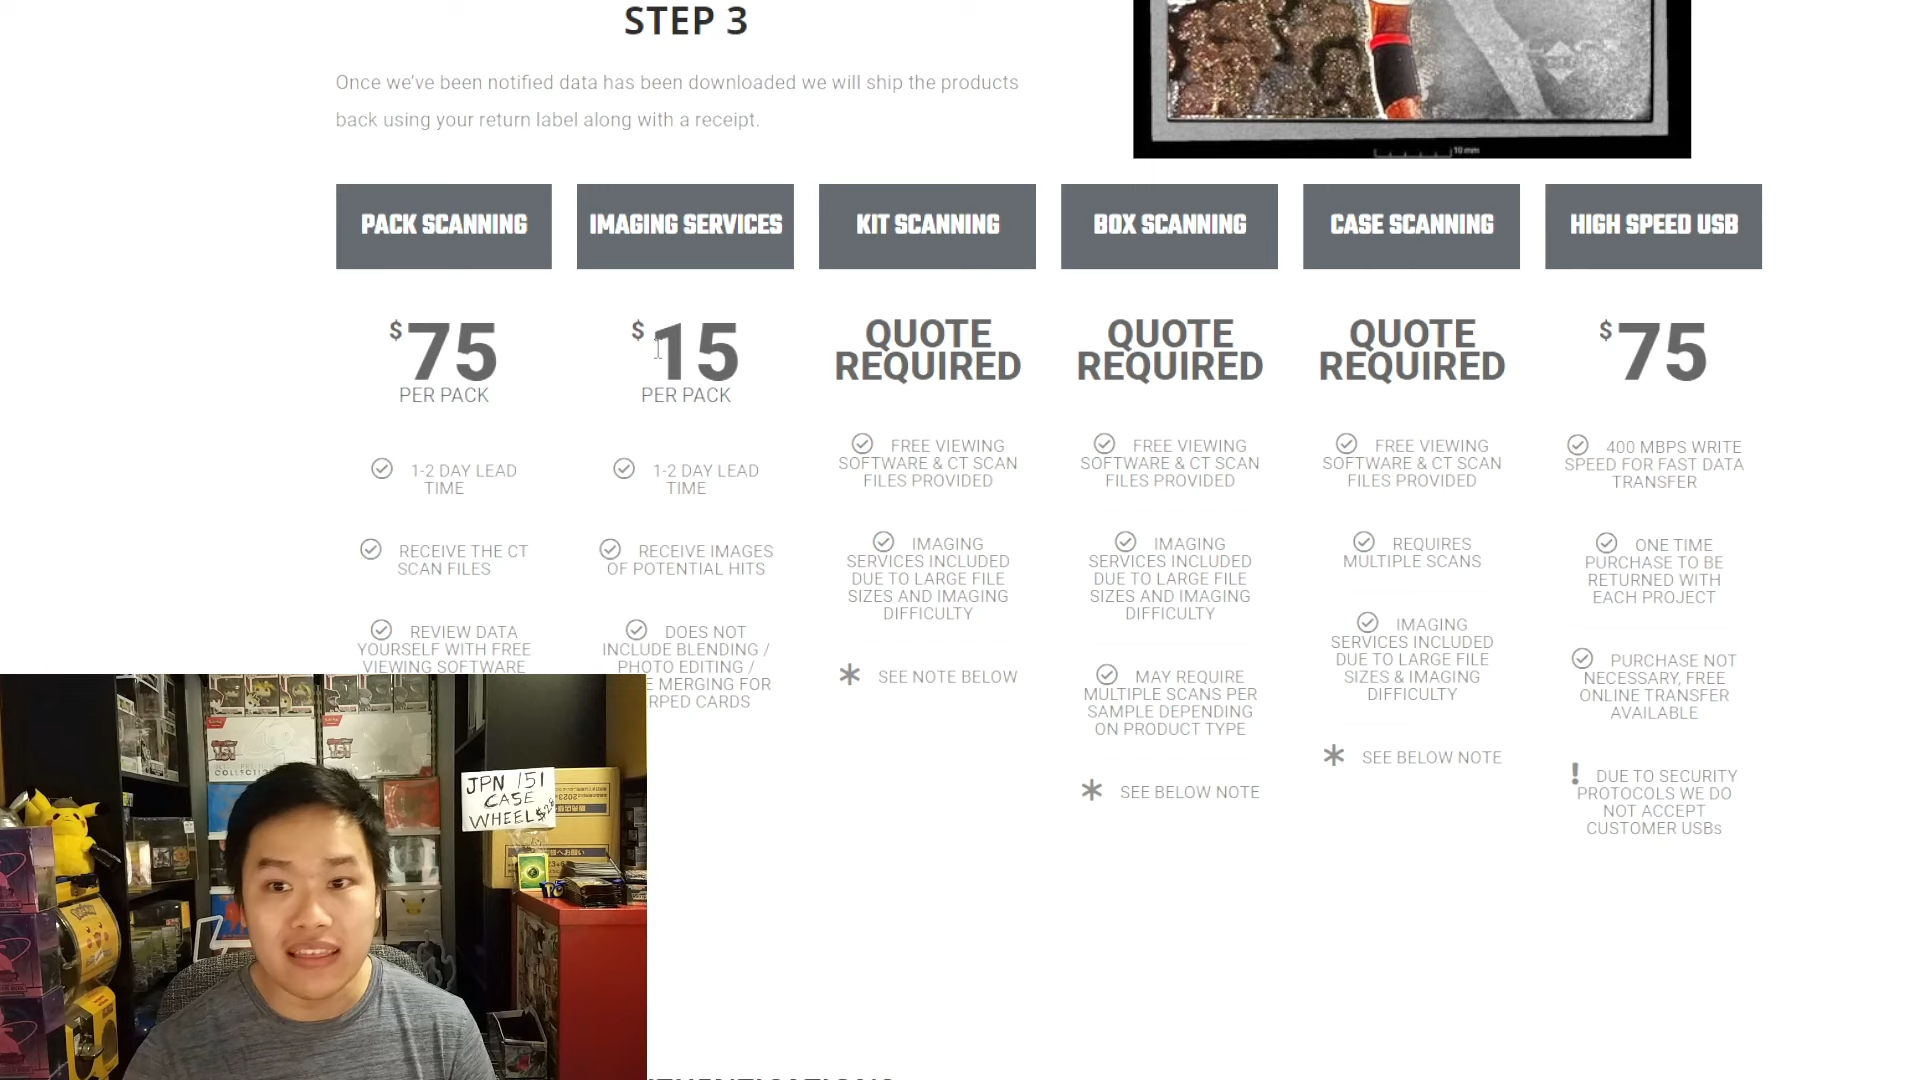 STEP 3
Once we've been notified data has been downloaded we will ship the products
back using your return label along with a receipt.
10 mm
PACK SCANNING
$75
PER PACK
1-2 DAY LEAD
TIME
RECEIVE THE CT
SCAN FILES
REVIEW DATA
YOURSELF WITH FREE
VIEWING SOFTWARE
IMAGING SERVICES
$15
PER PACK
1-2 DAY LEAD
TIME
RECEIVE IMAGES
OF POTENTIAL HITS
DOES NOT
INCLUDE BLENDING /
PHOTO EDITING /
MERGING FOR
RPED CARDS
KIT SCANNING
QUOTE
REQUIRED
FREE VIEWING
SOFTWARE & CT SCAN
FILES PROVIDED
IMAGING
SERVICES INCLUDED
DUE TO LARGE FILE
SIZES AND IMAGING
DIFFICULTY
* SEE NOTE BELOW
BOX SCANNING
QUOTE
REQUIRED
FREE VIEWING
SOFTWARE & CT SCAN
FILES PROVIDED
IMAGING
SERVICES INCLUDED
DUE TO LARGE FILE
SIZES AND IMAGING
DIFFICULTY
MAY REQUIRE
MULTIPLE SCANS PER
SAMPLE DEPENDING
ON PRODUCT TYPE
* SEE BELOW NOTE
CASE SCANNING
QUOTE
REQUIRED
FREE VIEWING
SOFTWARE & CT SCAN
FILES PROVIDED
REQUIRES
MULTIPLE SCANS
IMAGING
SERVICES INCLUDED
DUE TO LARGE FILE
SIZES & IMAGING
DIFFICULTY
* SEE BELOW NOTE
HIGH SPEED USB
$75
400 MBPS WRITE
SPEED FOR FAST DATA
TRANSFER
ONE TIME
PURCHASE TO BE
RETURNED WITH
EACH PROJECT
PURCHASE NOT
NECESSARY, FREE
ONLINE TRANSFER
AVAILABLE
! DUE TO SECURITY
PROTOCOLS WE DO
NOT ACCEPT
CUSTOMER USBs
151
151
COLLECTION
JPN 151
CASE
WHEEL $28